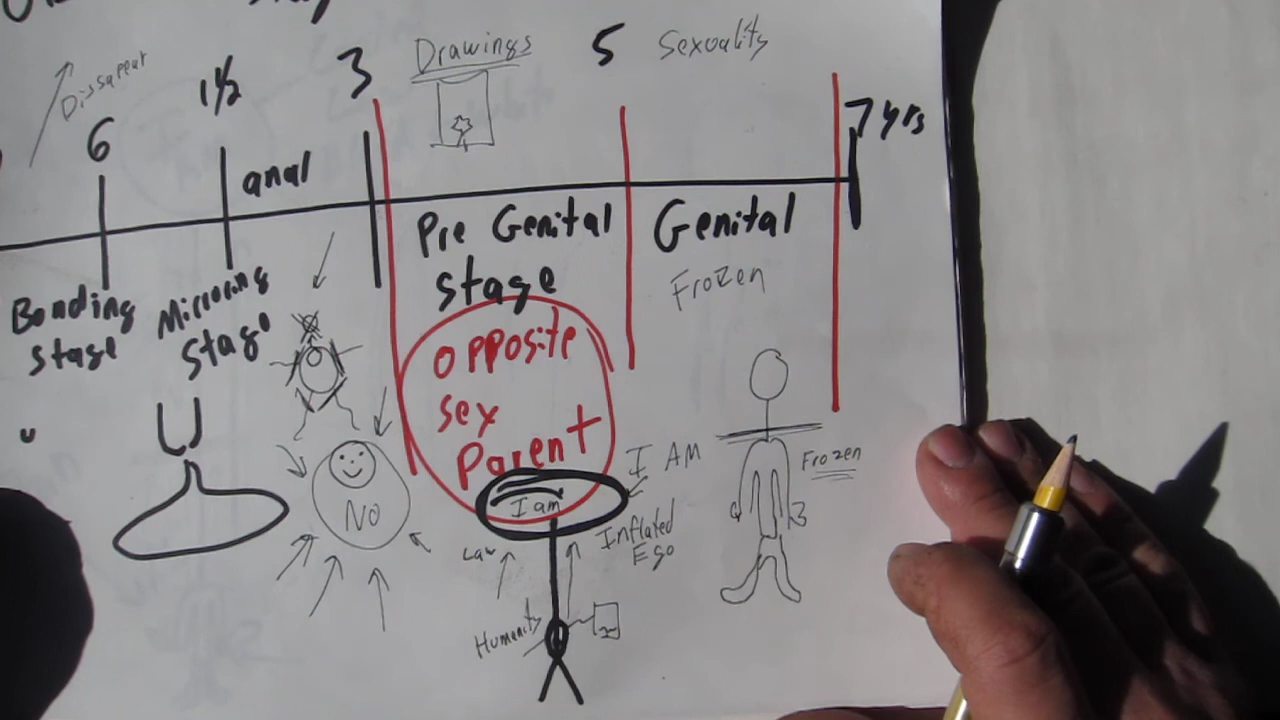 Dissapear
6
1½
3
Drawings
5
Sexuality
7 yrs
anal
Bonding
stage
Mirroring
stage
Pre Genital
stage
Genital
Frozen
opposite
sex
Parent
I AM
I am
Inflated
Ego
NO
Law
Humanity
Frozen